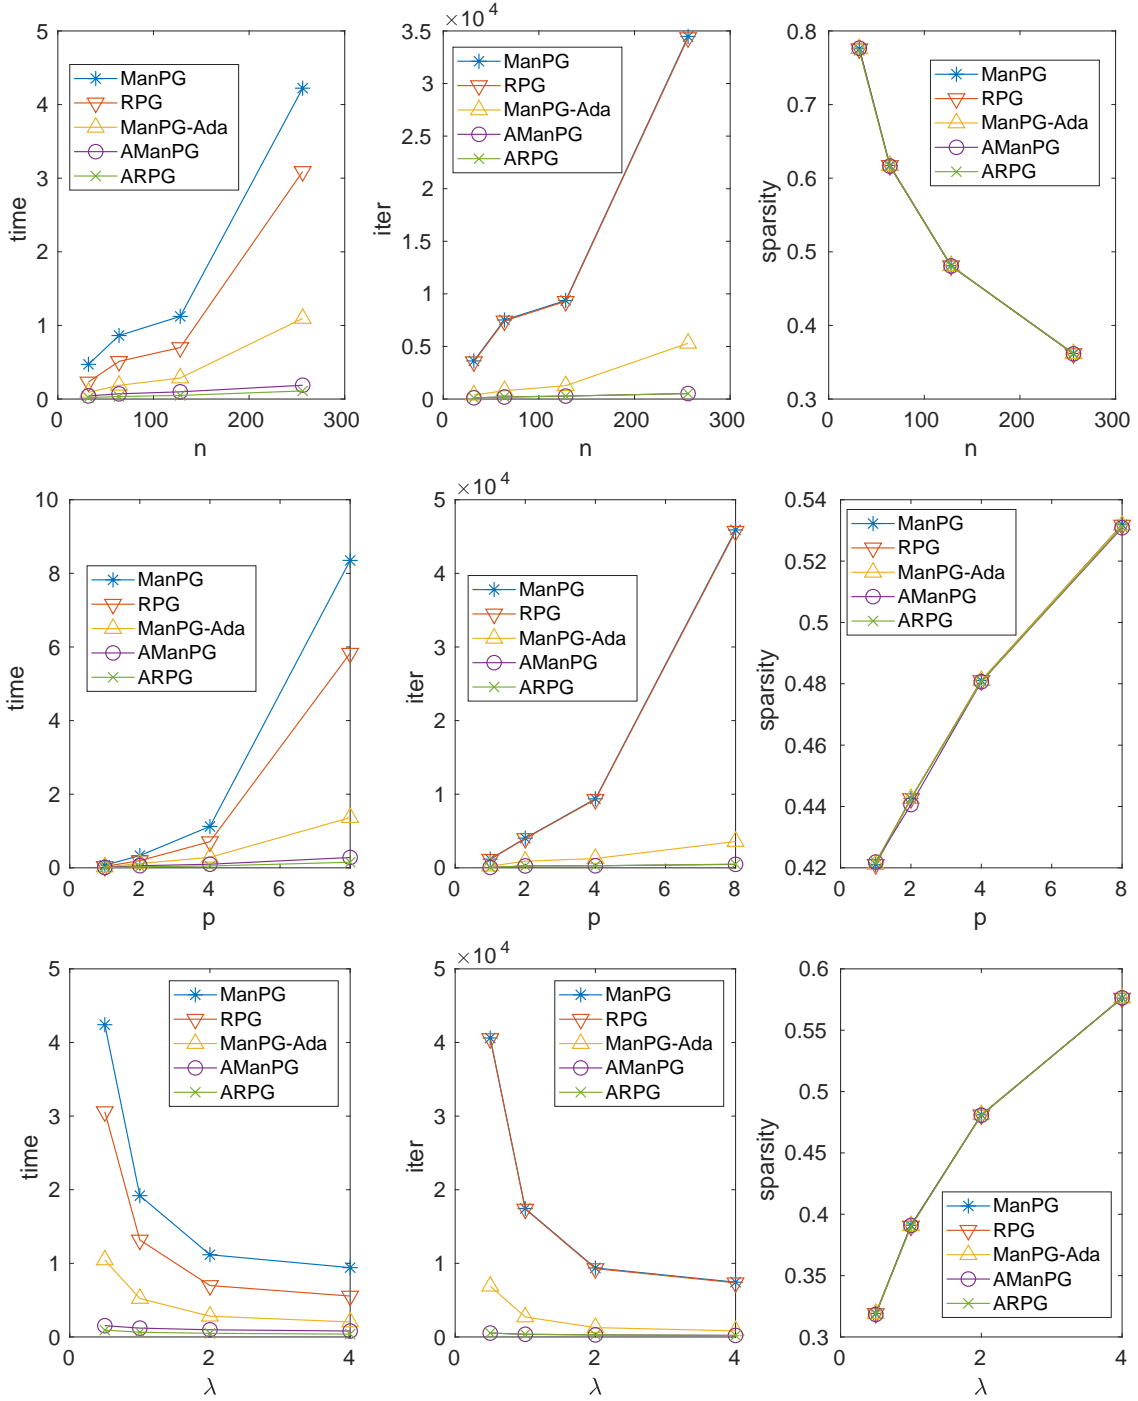 5
4
3
2
1
0
0 100 200 300
time
n
ManPG
RPG
ManPG-Ada
AManPG
ARPG
×10 4
3.5
3
2.5
2
1.5
1
0.5
0
0 100 200 300
iter
n
ManPG
RPG
ManPG-Ada
AManPG
ARPG
0.8
0.7
0.6
0.5
0.4
0.3
0 100 200 300
sparsity
n
ManPG
RPG
ManPG-Ada
AManPG
ARPG
10
8
6
4
2
0
0 2 4 6 8
time
p
ManPG
RPG
ManPG-Ada
AManPG
ARPG
×10 4
5
4
3
2
1
0
0 2 4 6 8
iter
p
ManPG
RPG
ManPG-Ada
AManPG
ARPG
0.54
0.52
0.5
0.48
0.46
0.44
0.42
0 2 4 6 8
sparsity
p
ManPG
RPG
ManPG-Ada
AManPG
ARPG
5
4
3
2
1
0
0 2 4
time
λ
ManPG
RPG
ManPG-Ada
AManPG
ARPG
×10 4
5
4
3
2
1
0
0 2 4
iter
λ
ManPG
RPG
ManPG-Ada
AManPG
ARPG
0.6
0.55
0.5
0.45
0.4
0.35
0.3
0 2 4
sparsity
λ
ManPG
RPG
ManPG-Ada
AManPG
ARPG